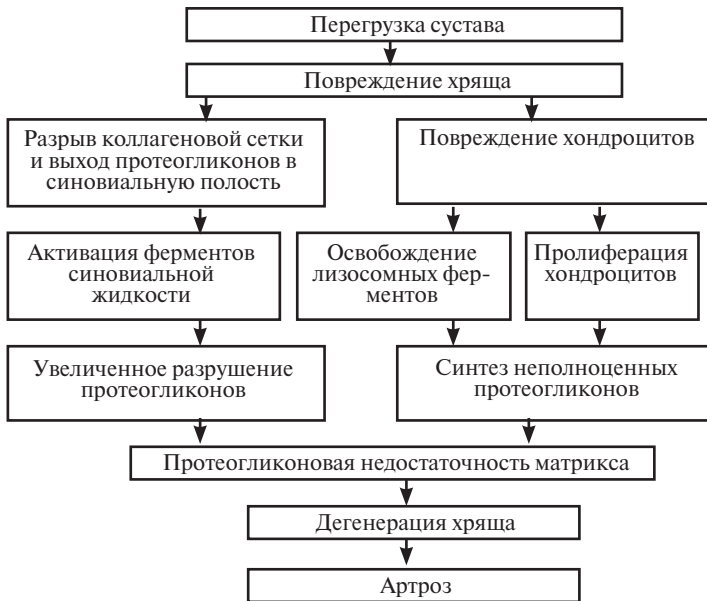 Перегрузка сустава
Повреждение хряща
Разрыв коллагеновой сетки
и выход протеогликонов в
синовиальную полость
Повреждение хондроцитов
Активация ферментов
синовиальной
жидкости
Освобождение
лизосомных фер-
ментов
Пролиферация
хондроцитов
Увеличенное разрушение
протеогликонов
Синтез неполноценных
протеогликонов
Протеогликоновая недостаточность матрикса
Дегенерация хряща
Артроз